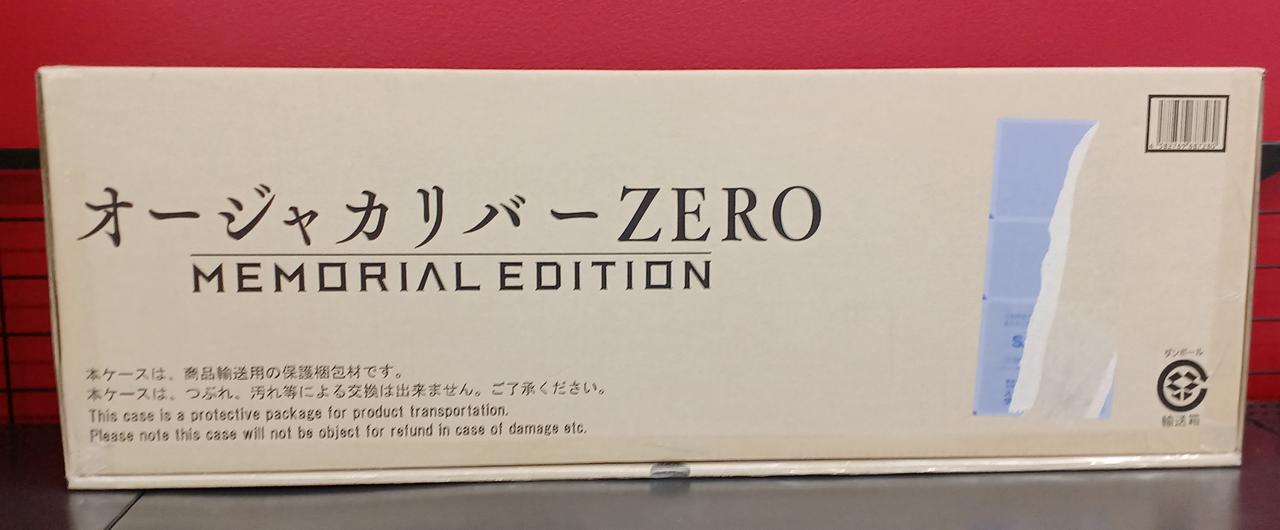 オージャカリバーZERO
MEMORIAL EDITION
本ケースは、商品輸送用の保護梱包材です。
本ケースは、つぶれ、汚れ等による交換は出来ません。ご了承ください。
This case is a protective package for product transportation.
Please note this case will not be object for refund in case of damage etc.
ダンボール
輸送箱